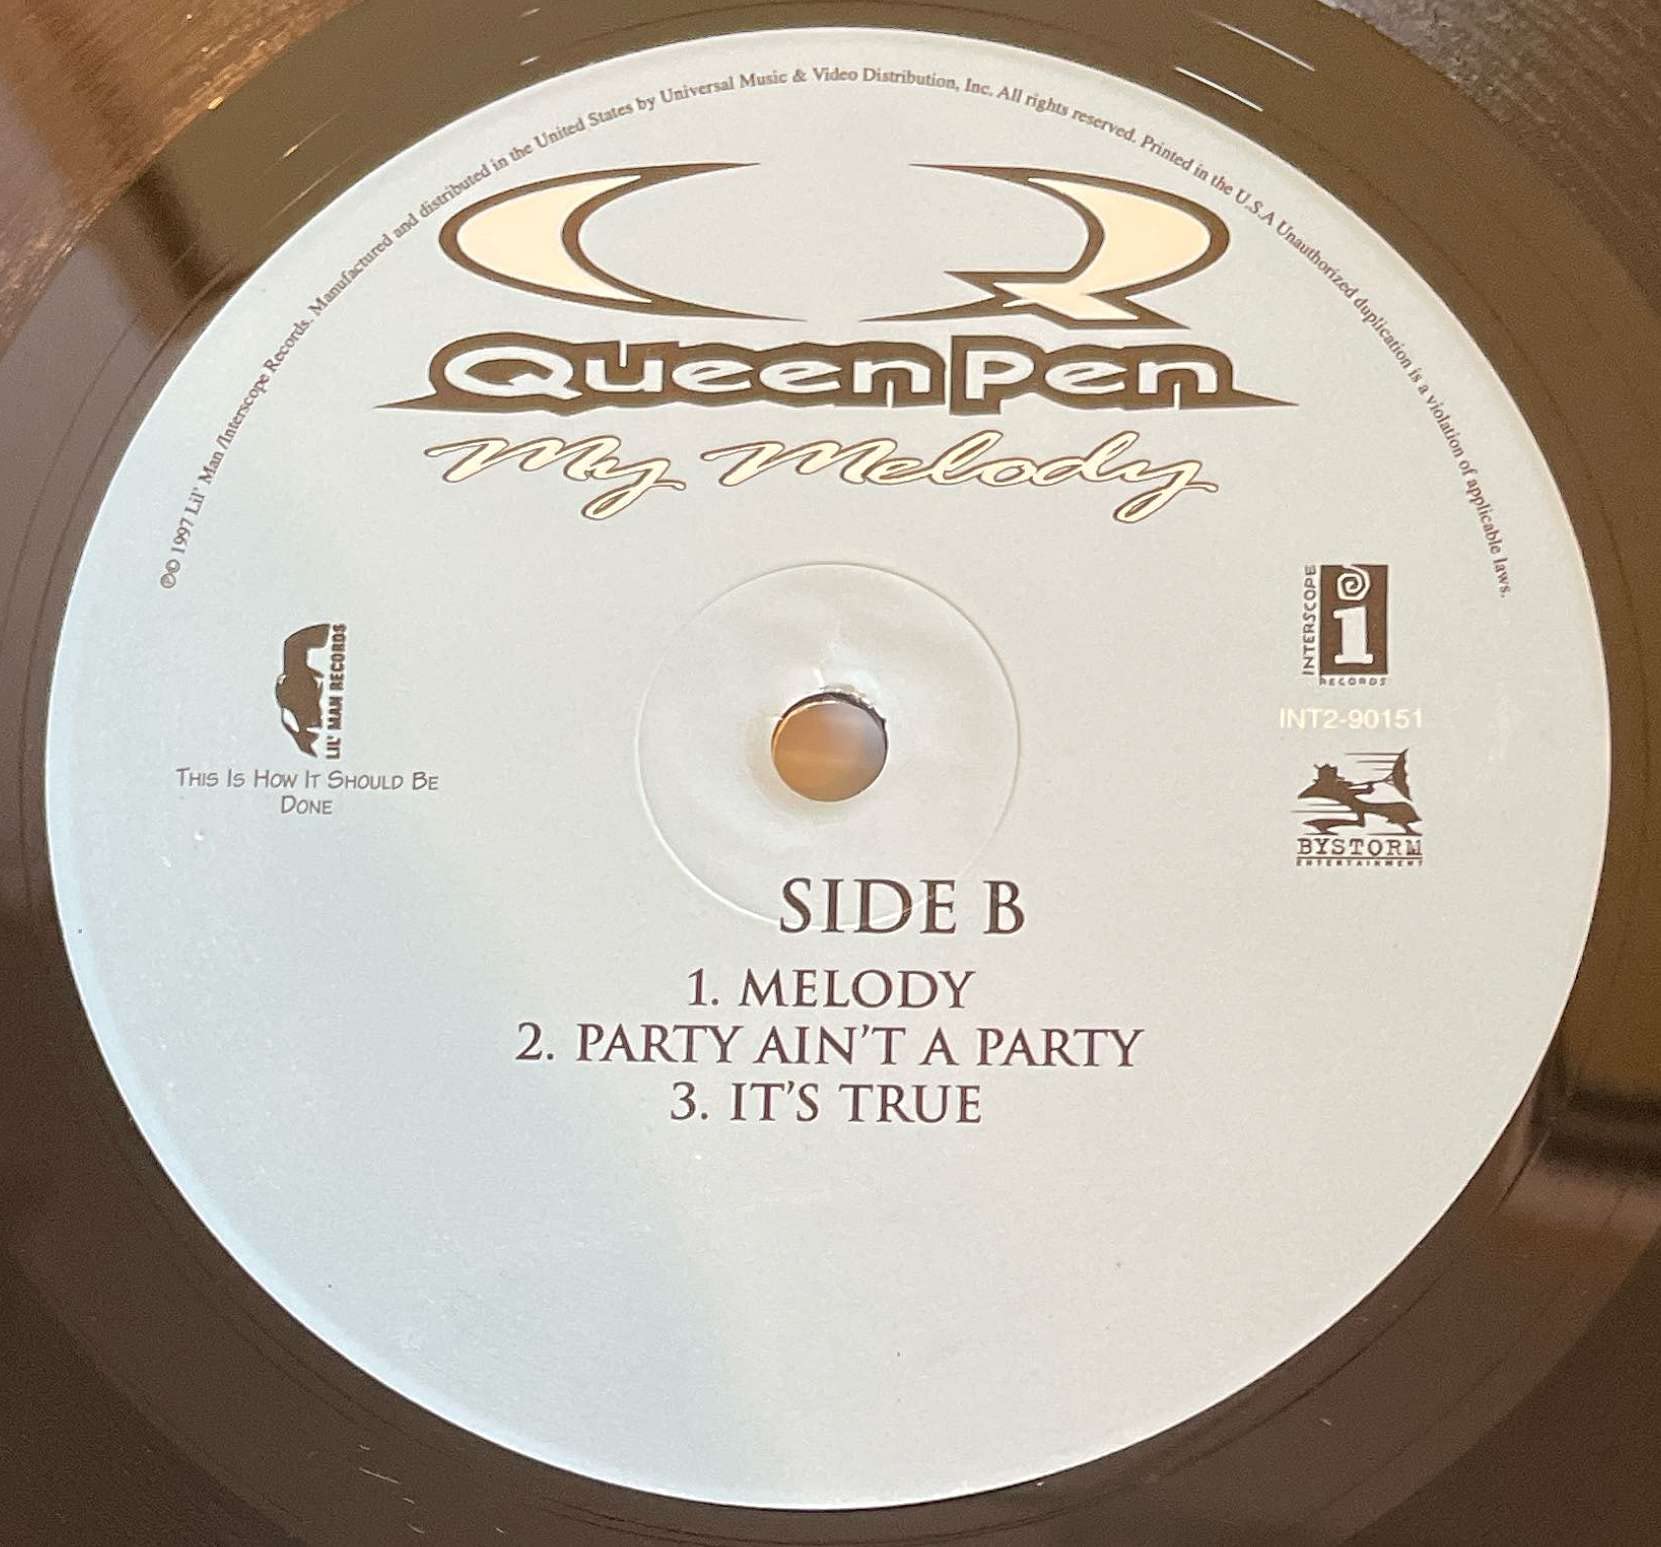 ℗© 1997 Lil' Man /Interscope Records. Manufactured and distributed in the United States by Universal Music & Video Distribution, Inc. All rights reserved. Printed in the U.S.A Unauthorized duplication is a violation of applicable laws.
Queen Pen
My Melody
INTERSCOPE
i
RECORDS
LIL' MAN RECORDS
INT2-90151
THIS IS HOW IT SHOULD BE
DONE
BYSTORM
ENTERTAINMENT
SIDE B
1. MELODY
2. PARTY AIN'T A PARTY
3. IT'S TRUE